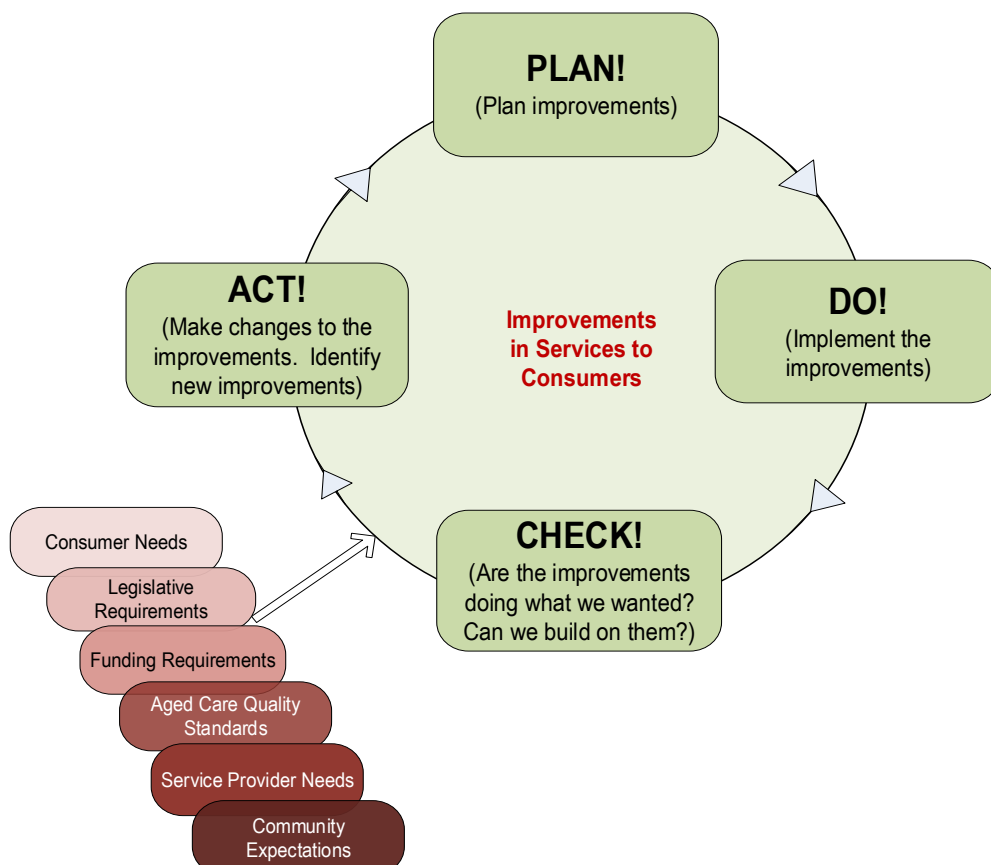 PLAN!
(Plan improvements)
ACT!
(Make changes to the
improvements.  Identify
new improvements)
Improvements
in Services to
Consumers
DO!
(Implement the
improvements)
CHECK!
(Are the improvements
doing what we wanted?
Can we build on them?)
Consumer Needs
Legislative
Requirements
Funding Requirements
Aged Care Quality
Standards
Service Provider Needs
Community
Expectations